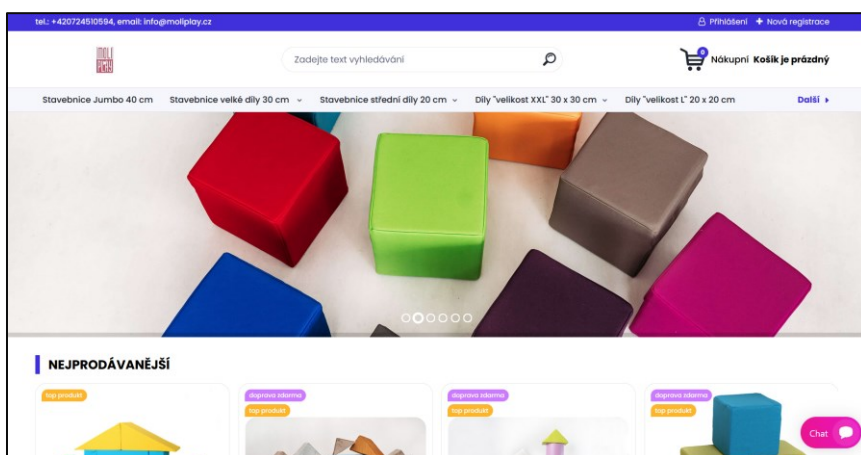 tel.: +420724510594, email: info@moliplay.cz
Přihlášení
Nová registrace
MOLI
PLAY
Zadejte text vyhledávání
0
Nákupní Košík je prázdný
Stavebnice Jumbo 40 cm
Stavebnice velké díly 30 cm
Stavebnice střední díly 20 cm
Díly "velikost XXL" 30 x 30 cm
Díly "velikost L" 20 x 20 cm
Další
NEJPRODÁVANĚJŠÍ
top produkt
doprava zdarma
top produkt
doprava zdarma
top produkt
doprava zdarma
top produkt
Chat